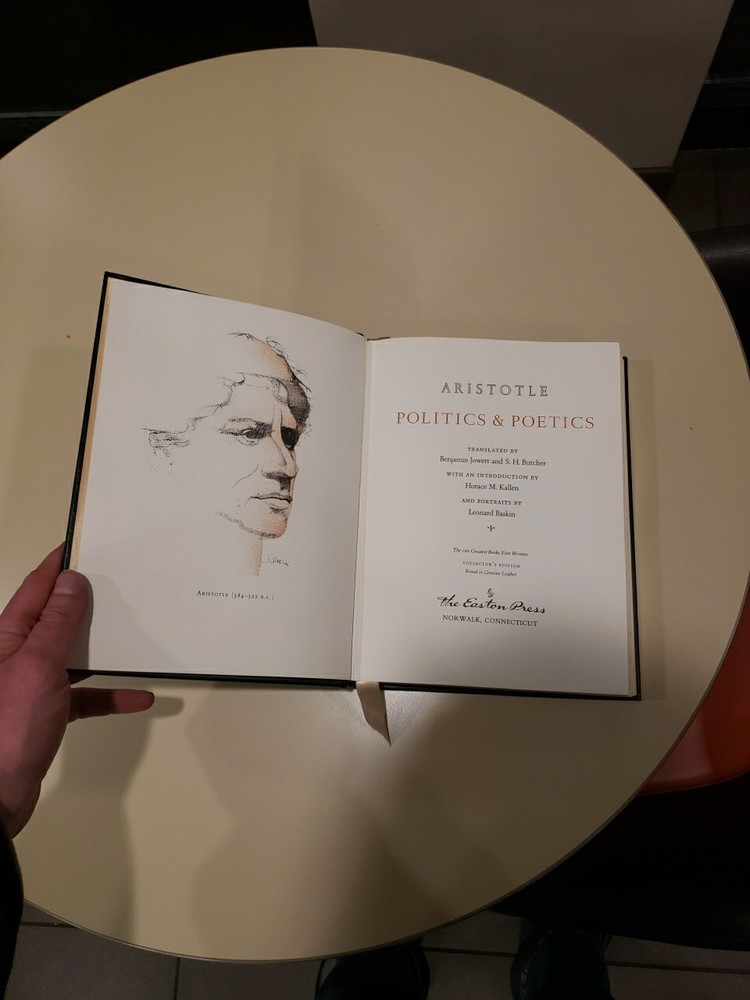 ARISTOTLE (384–322 B.C.)
ARISTOTLE
POLITICS & POETICS
TRANSLATED BY
Benjamin Jowett and S. H. Butcher
WITH AN INTRODUCTION BY
Horace M. Kallen
AND PORTRAITS BY
Leonard Baskin
The 100 Greatest Books Ever Written
COLLECTOR'S EDITION
Bound in Genuine Leather
The Easton Press
NORWALK, CONNECTICUT